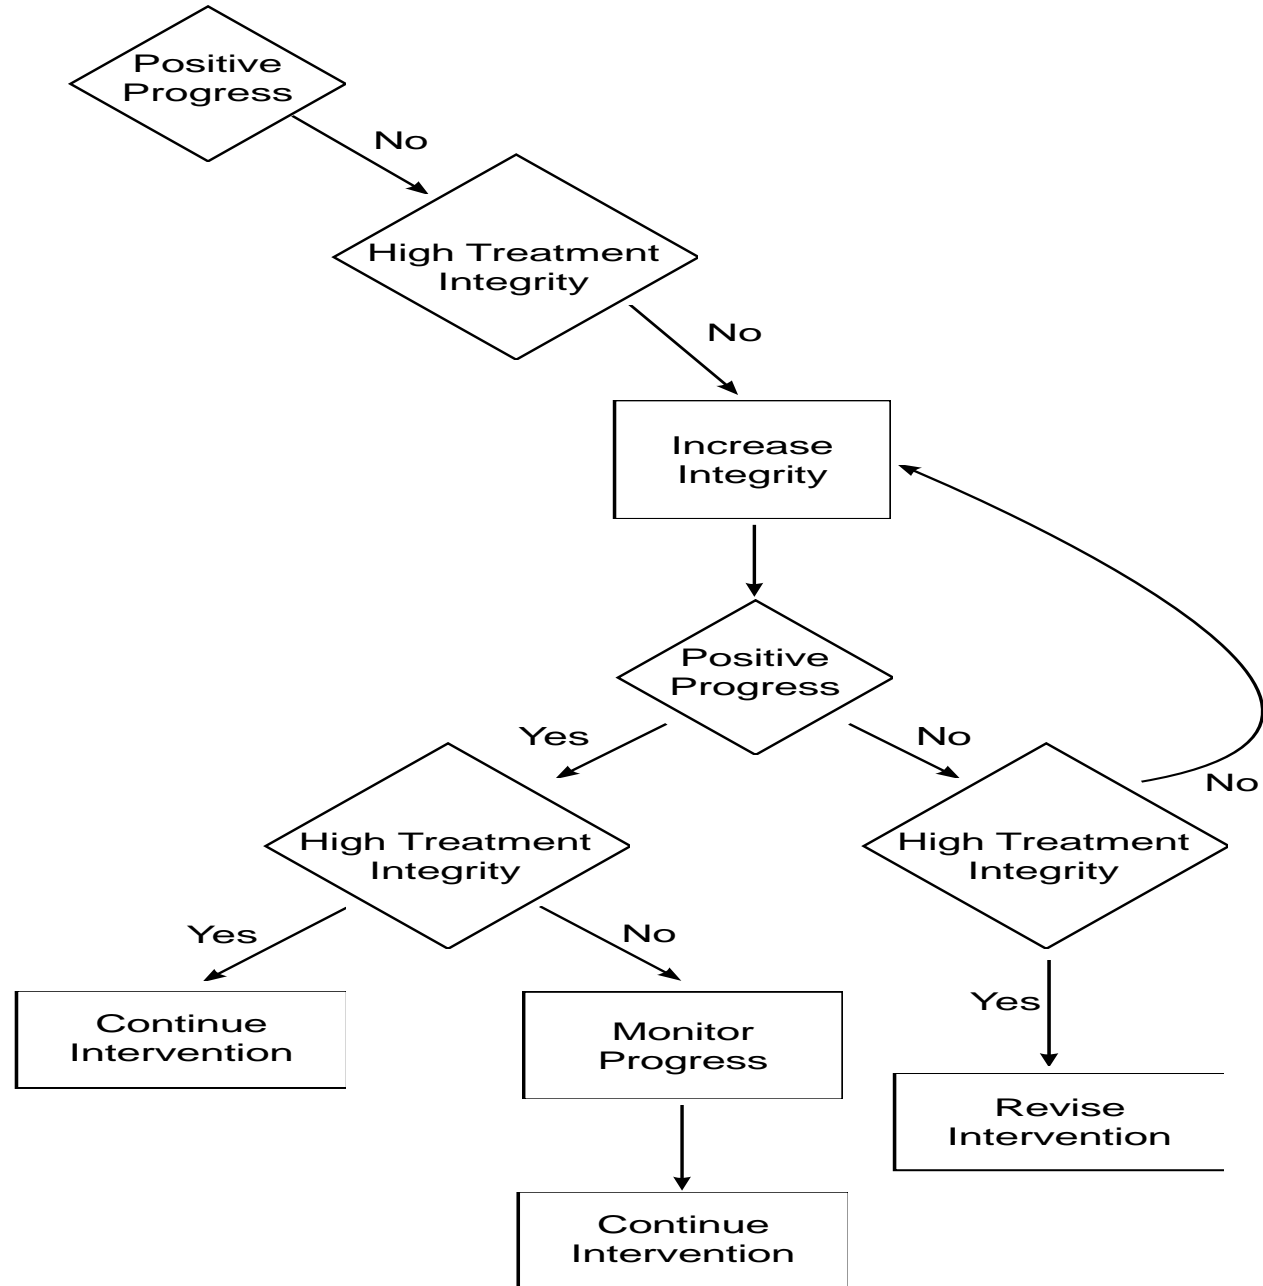 Positive
Progress
No
High Treatment
Integrity
No
Increase
Integrity
Positive
Progress
Yes
No
No
High Treatment
Integrity
High Treatment
Integrity
Yes
No
Yes
Continue
Intervention
Monitor
Progress
Revise
Intervention
Continue
Intervention